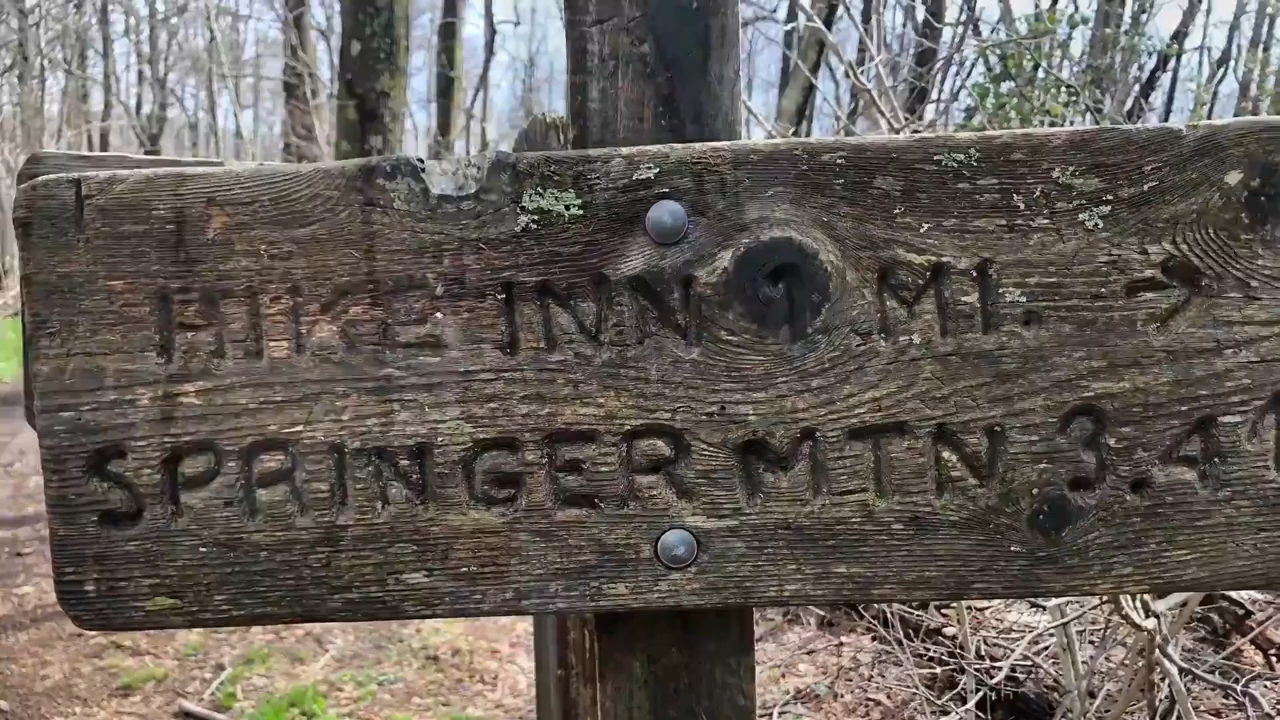 HIKE INN 1 MI. →
SPRINGER MTN 3.4